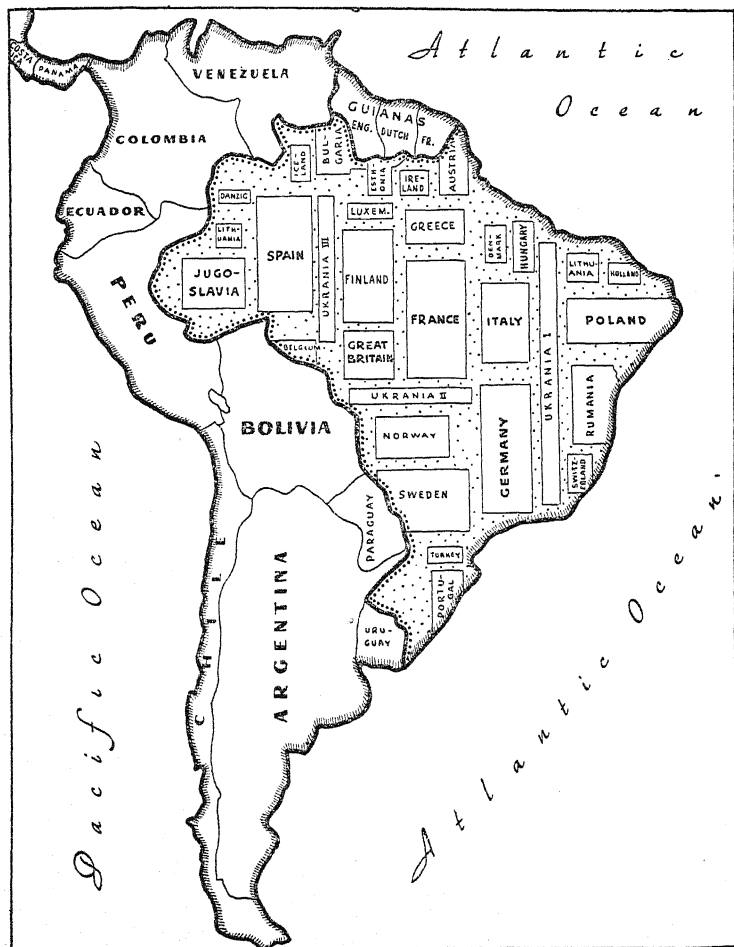 Atlantic
Ocean
COSTA
RICA
PANAMA
VENEZUELA
GUIANAS
ENG.
DUTCH
FR.
COLOMBIA
ECUADOR
PERU
ICE-
LAND
BUL-
GARIA
ESTH-
ONIA
IRE-
LAND
AUSTRIA
DANZIG
LITH-
UANIA
JUGO-
SLAVIA
SPAIN
UKRANIA III
LUXEM.
FINLAND
GREECE
DEN-
MARK
HUNGARY
LITHU-
ANIA
HOLLAND
FRANCE
ITALY
UKRANIA I
POLAND
BELGIUM
GREAT
BRITAIN
UKRANIA II
RUMANIA
BOLIVIA
NORWAY
GERMANY
SWITZ-
ERLAND
SWEDEN
PARAGUAY
TURKEY
PORTU-
GAL
URU-
GUAY
CHILE
ARGENTINA
Pacific Ocean
Atlantic Ocean